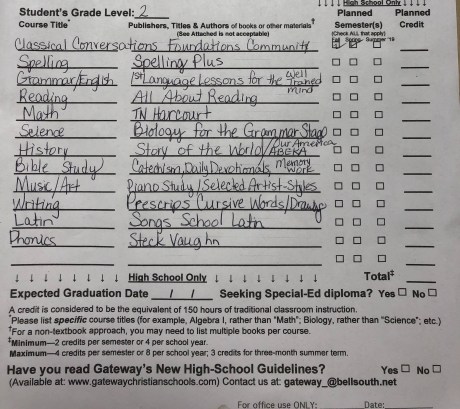 ↓↓↓↓ High School Only ↓↓↓↓
Student's Grade Level: 2 Planned Planned
Course Title* Publishers, Titles & Authors of books or other materials† Semester(s) Credit
(See Attached is not acceptable) (Check ALL that apply)
Spring Summer
Classical Conversations Foundations Community
Spelling Spelling Plus
Grammar/English 1st Language Lessons for the Well Trained Mind
Reading All About Reading
Math TN Harcourt
Science Biology for the Grammar Stage
History Story of the World/Our America ABEKA
Bible Study Catechism, Daily Devotionals, Memory Work
Music/Art Piano Study/Selected Artist-Styles
Writing Prescrips Cursive Words/Drawing
Latin Songs School Latin
Phonics Steck Vaughn
↓ ↓ ↓ ↓ ↓ ↓ ↓ High School Only ↓ ↓ ↓ ↓ ↓ ↓ ↓ Total‡
Expected Graduation Date / / Seeking Special-Ed diploma? Yes □ No □
A credit is considered to be the equivalent of 150 hours of traditional classroom instruction.
*Please list specific course titles (for example, Algebra I, rather than "Math"; Biology, rather than "Science"; etc.)
†For a non-textbook approach, you may need to list multiple books per course.
‡Minimum—2 credits per semester or 4 per school year.
Maximum—4 credits per semester or 8 per school year; 3 credits for three-month summer term.
Have you read Gateway's New High-School Guidelines? Yes □ No □
(Available at: www.gatewaychristianschools.com) Contact us at: gateway_@bellsouth.net
For office use ONLY: Date: